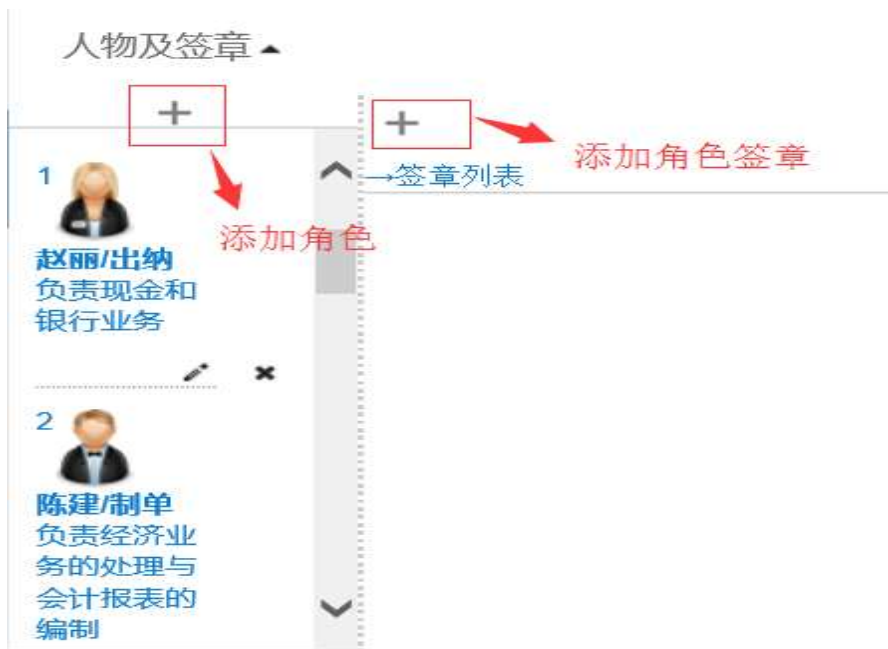 人物及签章
添加角色签章
→签章列表
1
添加角色
赵丽/出纳
负责现金和
银行业务
2
陈建/制单
负责经济业
务的处理与
会计报表的
编制